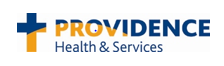 PROVIDENCE
Health & Services